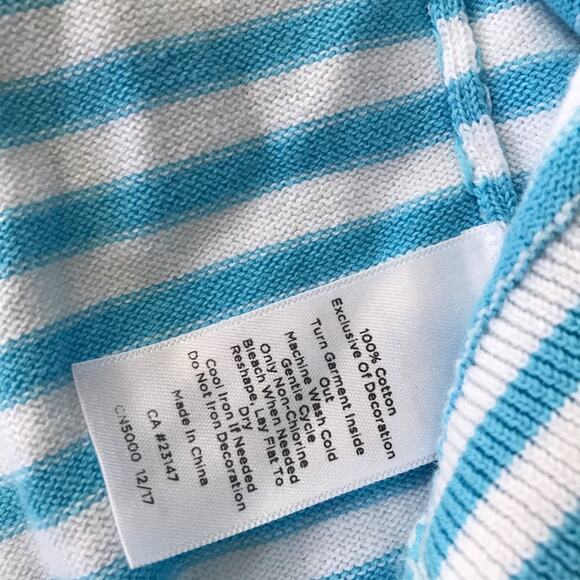 100% Cotton
Exclusive Of Decoration
Turn Garment Inside
Out
Machine Wash Cold
Gentle Cycle
Only Non-Chlorine
Bleach When Needed
Reshape, Lay Flat To
Dry
Cool Iron If Needed
Do Not Iron Decoration
Made In China
CA #23147
CN5000 12/17